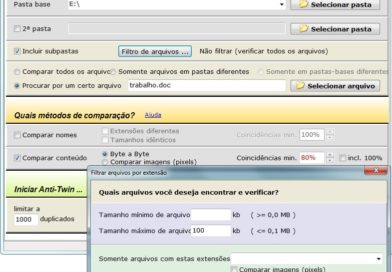 Pasta base E:\ Selecionar pasta
2ª pasta Selecionar pasta
Incluir subpastas Filtro de arquivos ... Não filtrar (verificar todos os arquivos)
Comparar todos os arquivos Somente arquivos em pastas diferentes Somente em pastas-bases diferentes
Procurar por um certo arquivo trabalho.doc Selecionar arquivo
Quais métodos de comparação? Ajuda
Comparar nomes Extensões diferentes Coincidências min. 100%
Tamanhos idênticos
Comparar conteúdo Byte a Byte Coincidências min. 80% incl. 100%
Comparar imagens (pixels)
Iniciar Anti-Twin ...
limitar a
1000 duplicados
Filtrar arquivos por extensão
Quais arquivos você deseja encontrar e verificar?
Tamanho mínimo de arquivo kb ( >= 0,0 MB )
Tamanho máximo de arquivo 100 kb ( <= 0,1 MB )
Somente arquivos com estas extensões
Comparar imagens (pixels)